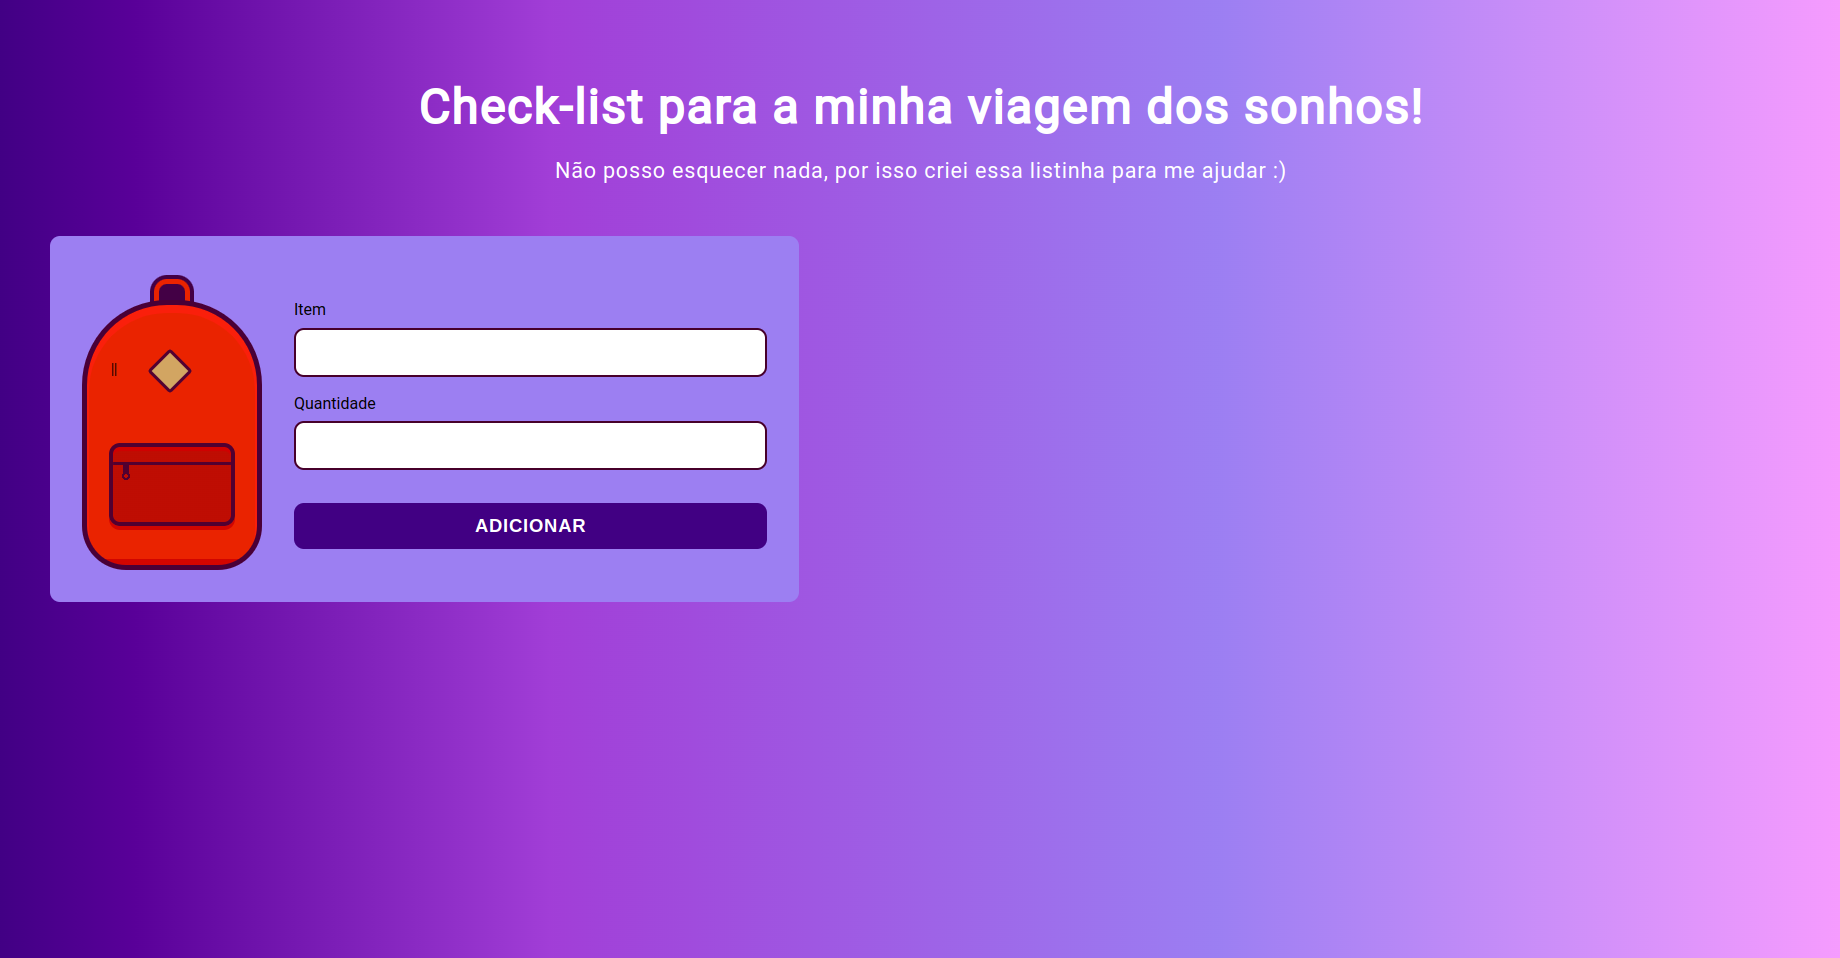 Check-list para a minha viagem dos sonhos!
Não posso esquecer nada, por isso criei essa listinha para me ajudar :)
Item
Quantidade
ADICIONAR